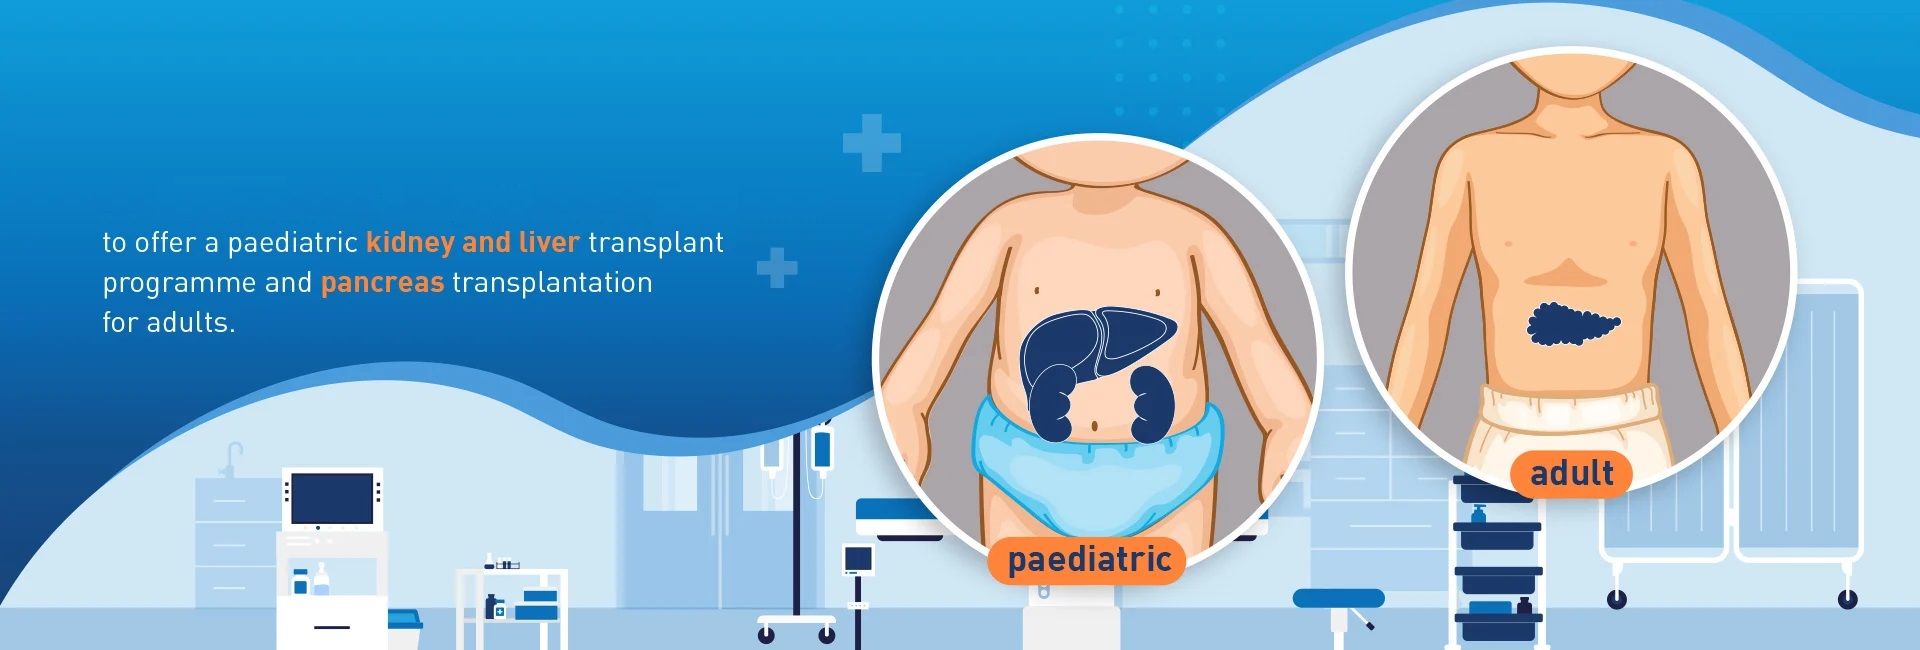 to offer a paediatric kidney and liver transplant
programme and pancreas transplantation
for adults.
paediatric
adult